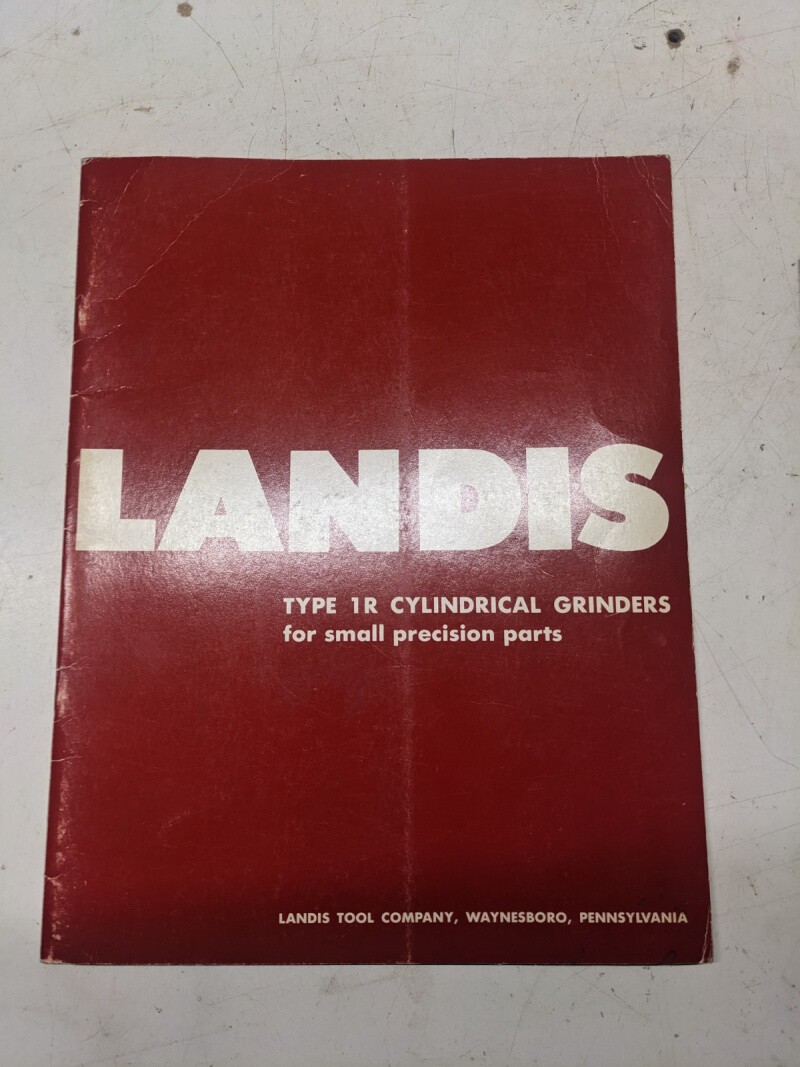 LANDIS
TYPE 1R CYLINDRICAL GRINDERS
for small precision parts
LANDIS TOOL COMPANY, WAYNESBORO, PENNSYLVANIA